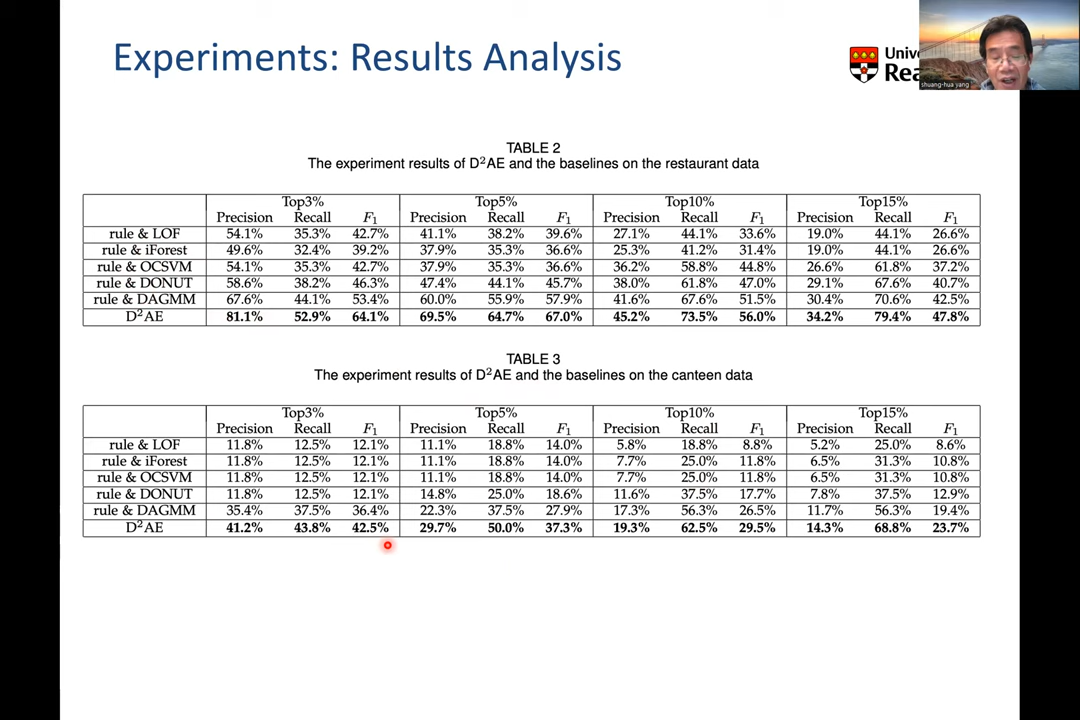 Experiments: Results Analysis
shuang-hua yang
TABLE 2
The experiment results of D²AE and the baselines on the restaurant data
Top3% Top5% Top10% Top15%
Precision Recall F₁ Precision Recall F₁ Precision Recall F₁ Precision Recall F₁
rule & LOF 54.1% 35.3% 42.7% 41.1% 38.2% 39.6% 27.1% 44.1% 33.6% 19.0% 44.1% 26.6%
rule & iForest 49.6% 32.4% 39.2% 37.9% 35.3% 36.6% 25.3% 41.2% 31.4% 19.0% 44.1% 26.6%
rule & OCSVM 54.1% 35.3% 42.7% 37.9% 35.3% 36.6% 36.2% 58.8% 44.8% 26.6% 61.8% 37.2%
rule & DONUT 58.6% 38.2% 46.3% 47.4% 44.1% 45.7% 38.0% 61.8% 47.0% 29.1% 67.6% 40.7%
rule & DAGMM 67.6% 44.1% 53.4% 60.0% 55.9% 57.9% 41.6% 67.6% 51.5% 30.4% 70.6% 42.5%
D²AE 81.1% 52.9% 64.1% 69.5% 64.7% 67.0% 45.2% 73.5% 56.0% 34.2% 79.4% 47.8%
TABLE 3
The experiment results of D²AE and the baselines on the canteen data
Top3% Top5% Top10% Top15%
Precision Recall F₁ Precision Recall F₁ Precision Recall F₁ Precision Recall F₁
rule & LOF 11.8% 12.5% 12.1% 11.1% 18.8% 14.0% 5.8% 18.8% 8.8% 5.2% 25.0% 8.6%
rule & iForest 11.8% 12.5% 12.1% 11.1% 18.8% 14.0% 7.7% 25.0% 11.8% 6.5% 31.3% 10.8%
rule & OCSVM 11.8% 12.5% 12.1% 11.1% 18.8% 14.0% 7.7% 25.0% 11.8% 6.5% 31.3% 10.8%
rule & DONUT 11.8% 12.5% 12.1% 14.8% 25.0% 18.6% 11.6% 37.5% 17.7% 7.8% 37.5% 12.9%
rule & DAGMM 35.4% 37.5% 36.4% 22.3% 37.5% 27.9% 17.3% 56.3% 26.5% 11.7% 56.3% 19.4%
D²AE 41.2% 43.8% 42.5% 29.7% 50.0% 37.3% 19.3% 62.5% 29.5% 14.3% 68.8% 23.7%